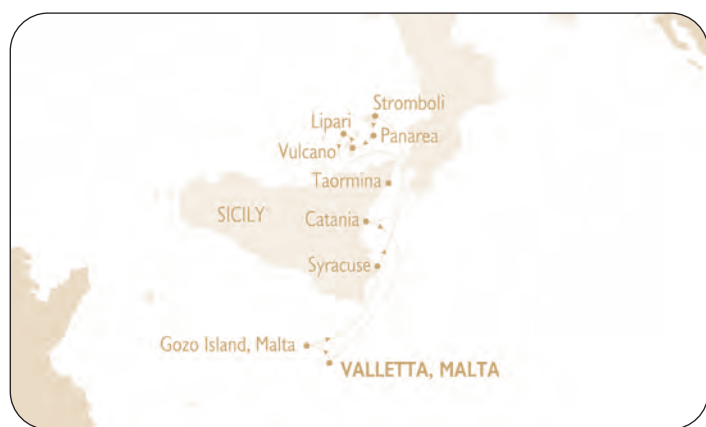 Stromboli
Lipari
Panarea
Vulcano
Taormina
SICILY
Catania
Syracuse
Gozo Island, Malta
VALLETTA, MALTA